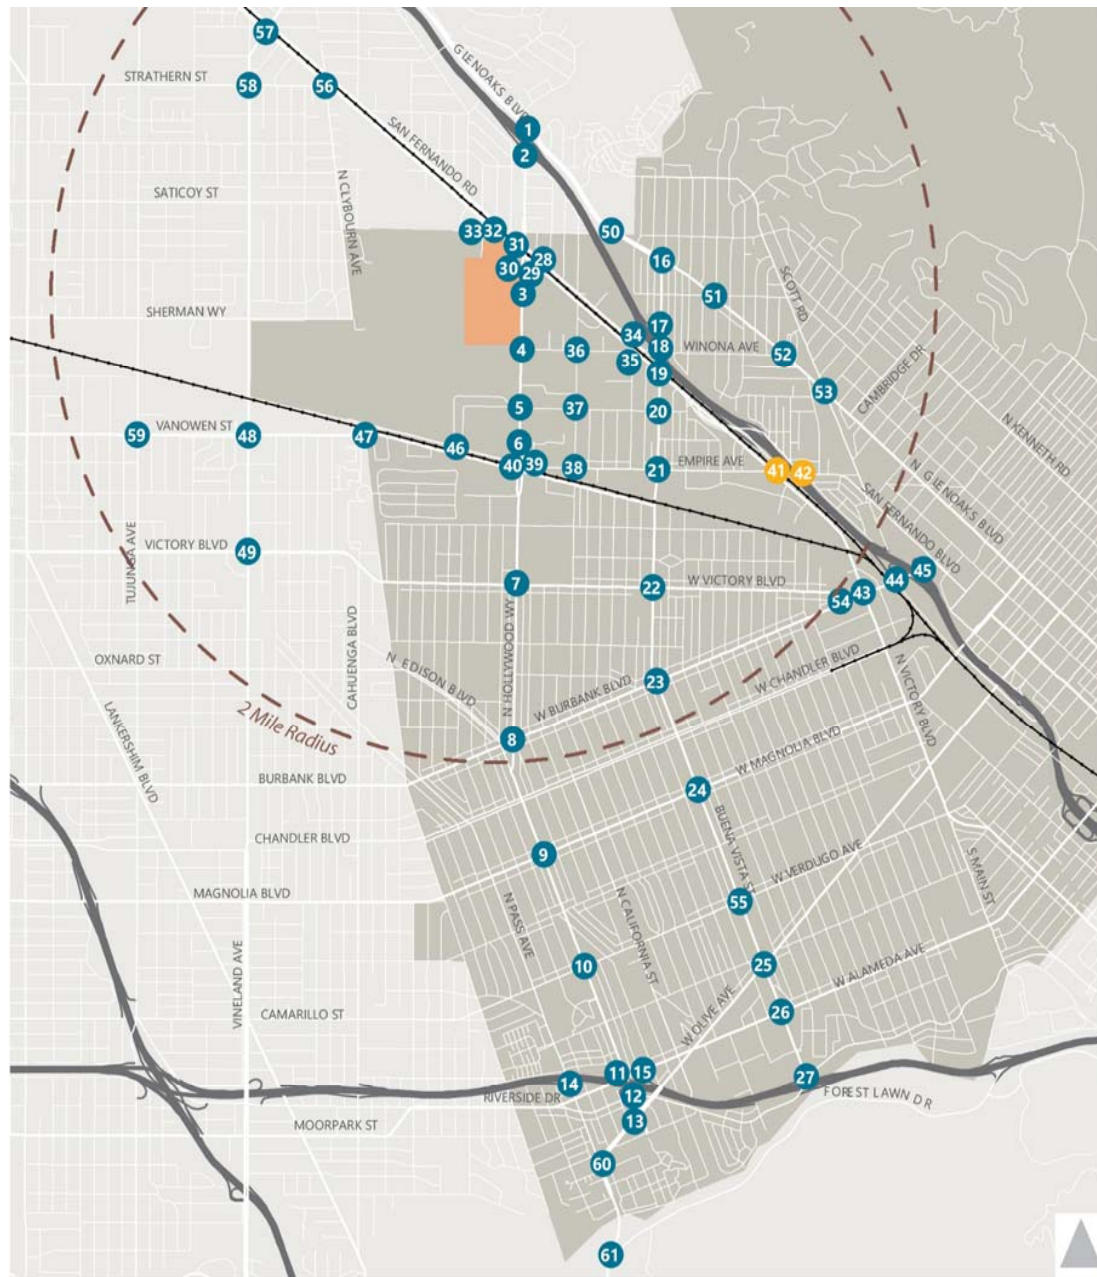 57
GLENOAKS BLVD
STRATHERN ST
58
56
SAN FERNANDO RD
1
2
N CLYBOURN AVE
SATICOY ST
33
32
31
50
28
30
29
16
SCOTT RD
3
51
SHERMAN WY
34
17
4
36
18
WINONA AVE
52
35
19
CAMBRIDGE DR
53
5
37
20
N KENNETH RD
59
VANOWEN ST
48
47
46
6
40
39
38
21
EMPIRE AVE
41
42
N GLENOAKS BLVD
SAN FERNANDO BLVD
TUJUNGA AVE
VICTORY BLVD
49
7
22
W VICTORY BLVD
54
43
44
45
CAHUENGA BLVD
OXNARD ST
N EDISON BLVD
N HOLLYWOOD WY
W BURBANK BLVD
23
W CHANDLER BLVD
N VICTORY BLVD
LANKERSHIM BLVD
2 Mile Radius
8
W MAGNOLIA BLVD
BURBANK BLVD
24
BUENA VISTA ST
CHANDLER BLVD
9
W VERDUGO AVE
S MAIN ST
MAGNOLIA BLVD
N PASS AVE
N CALIFORNIA ST
55
VINELAND AVE
10
25
W ALAMEDA AVE
CAMARILLO ST
W OLIVE AVE
26
11
15
14
27
RIVERSIDE DR
12
FOREST LAWN DR
MOORPARK ST
13
60
61